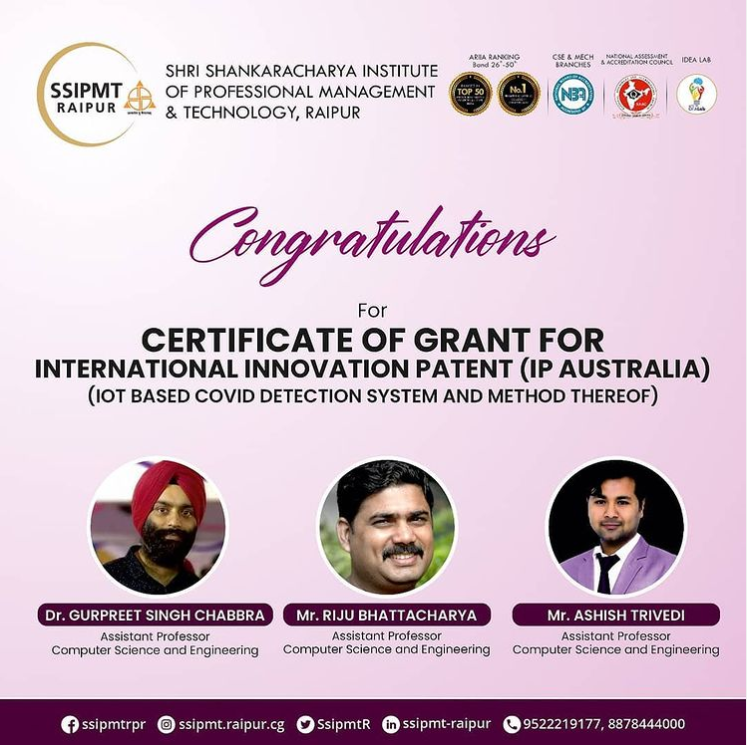 SSIPMT
RAIPUR
SHRI SHANKARACHARYA INSTITUTE
OF PROFESSIONAL MANAGEMENT
& TECHNOLOGY, RAIPUR
ARIIA RANKING
Band 26"-50"
TOP 50
No.1
CSE & MECH
BRANCHES
NBA
NATIONAL ASSESSMENT
& ACCREDITATION COUNCIL
IDEA LAB
Congratulations
For
CERTIFICATE OF GRANT FOR
INTERNATIONAL INNOVATION PATENT (IP AUSTRALIA)
(IOT BASED COVID DETECTION SYSTEM AND METHOD THEREOF)
Dr. GURPREET SINGH CHABBRA
Assistant Professor
Computer Science and Engineering
Mr. RIJU BHATTACHARYA
Assistant Professor
Computer Science and Engineering
Mr. ASHISH TRIVEDI
Assistant Professor
Computer Science and Engineering
ssipmtrpr ssipmt.raipur.cg SsipmtR ssipmt-raipur 9522219177, 8878444000